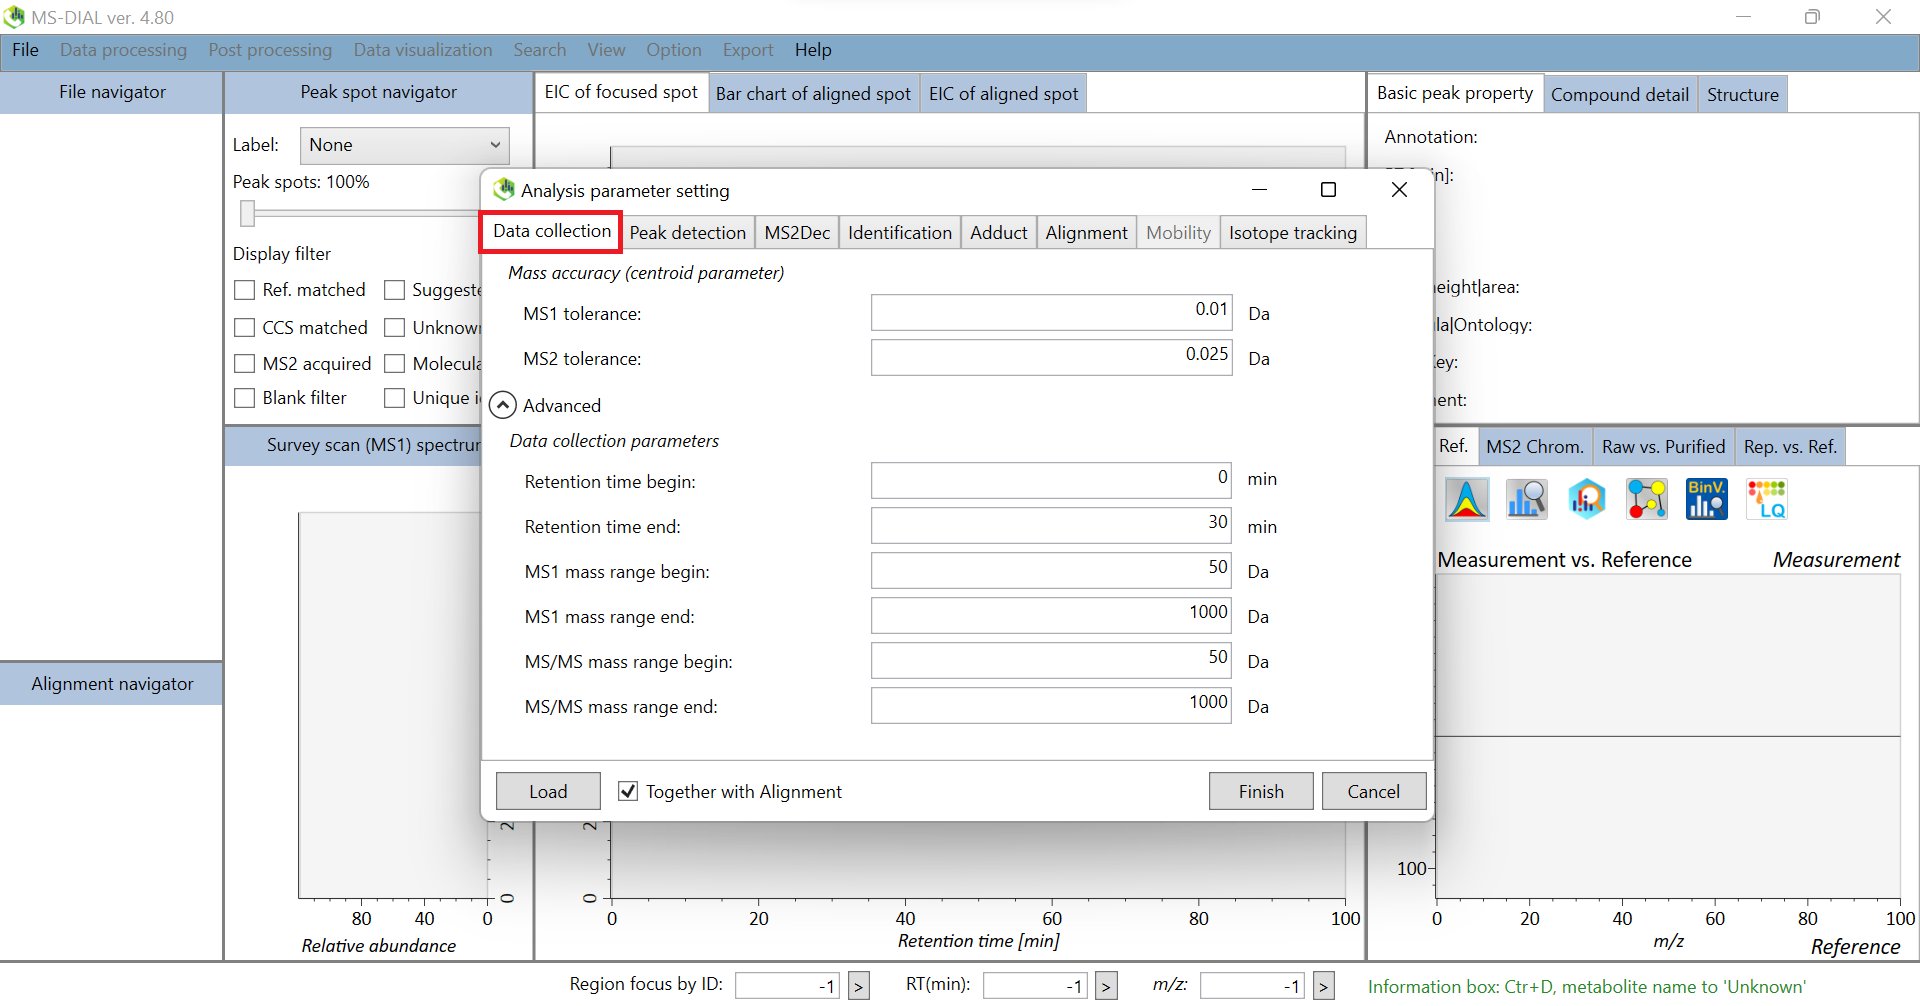 MS-DIAL ver. 4.80
File Data processing Post processing Data visualization Search View Option Export Help
File navigator
Peak spot navigator
EIC of focused spot Bar chart of aligned spot EIC of aligned spot
Basic peak property Compound detail Structure
Label: None
Peak spots: 100%
Display filter
Ref. matched Suggeste
CCS matched Unknow
MS2 acquired Molecula
Blank filter Unique i
Annotation:
in]:
eight|area:
la|Ontology:
ey:
ent:
Analysis parameter setting
Data collection Peak detection MS2Dec Identification Adduct Alignment Mobility Isotope tracking
Mass accuracy (centroid parameter)
MS1 tolerance: 0.01 Da
MS2 tolerance: 0.025 Da
Advanced
Data collection parameters
Retention time begin: 0 min
Retention time end: 30 min
MS1 mass range begin: 50 Da
MS1 mass range end: 1000 Da
MS/MS mass range begin: 50 Da
MS/MS mass range end: 1000 Da
Load Together with Alignment Finish Cancel
Survey scan (MS1) spectru
Alignment navigator
Ref. MS2 Chrom. Raw vs. Purified Rep. vs. Ref.
BinV.
LQ
Measurement vs. Reference Measurement
2 0
80 40 0
Relative abundance
2 0
0 20 40 60 80 100
Retention time [min]
100
0 20 40 60 80 100
m/z
Reference
Region focus by ID: -1 > RT(min): -1 > m/z: -1 >
Information box: Ctr+D, metabolite name to 'Unknown'